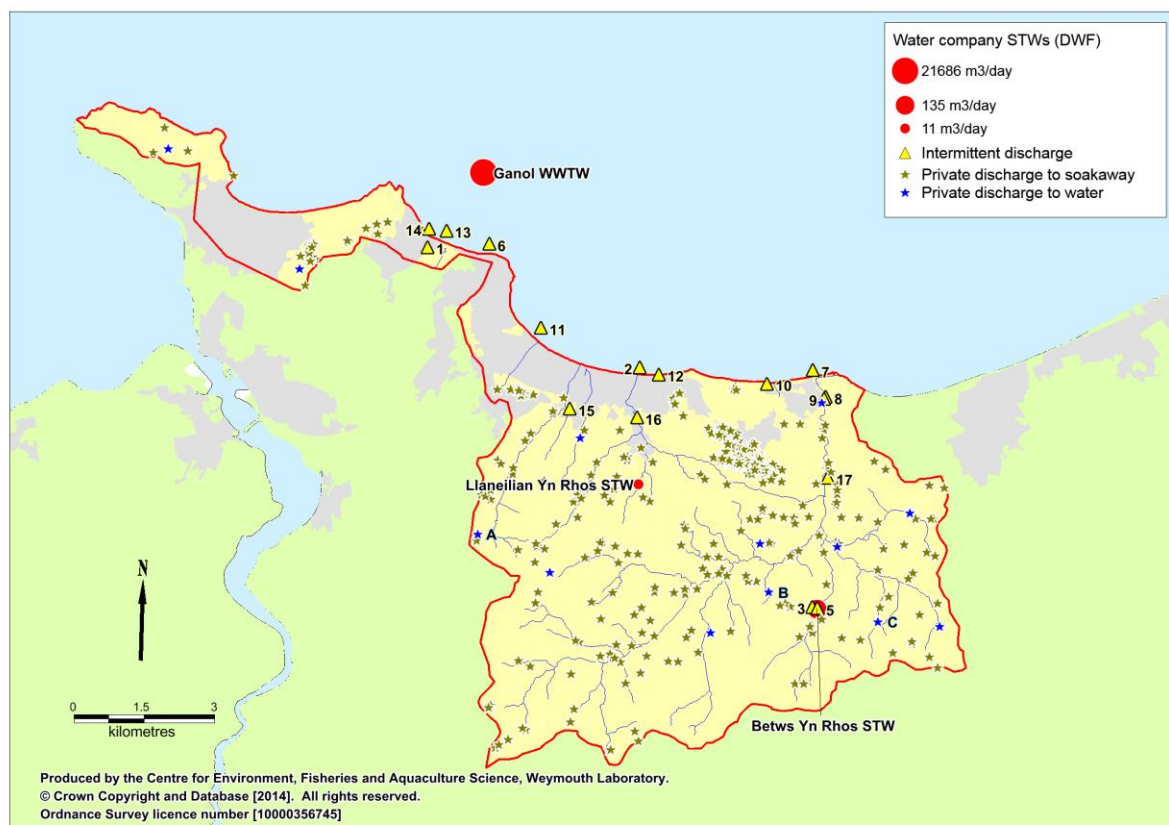 Water company STWs (DWF)
21686 m3/day
135 m3/day
11 m3/day
Intermittent discharge
Private discharge to soakaway
Private discharge to water
Ganol WWTW
14
13
1
6
11
2
12
10
7
9
8
15
16
17
Llaneilian Yn Rhos STW
A
B
3
5
C
N
0 1.5 3
kilometres
Betws Yn Rhos STW
Produced by the Centre for Environment, Fisheries and Aquaculture Science, Weymouth Laboratory.
© Crown Copyright and Database [2014]. All rights reserved.
Ordnance Survey licence number [10000356745]